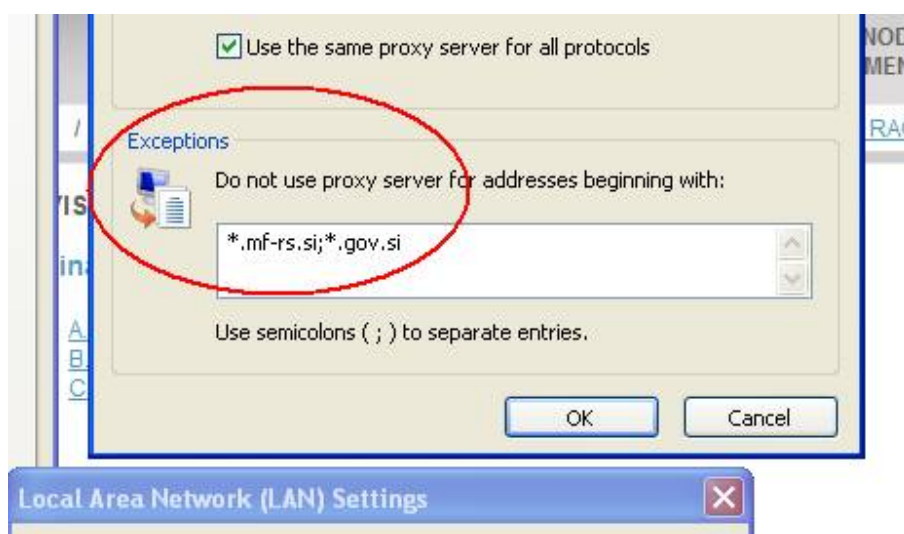 Use the same proxy server for all protocols
Exceptions
Do not use proxy server for addresses beginning with:
*.mf-rs.si;*.gov.si
Use semicolons ( ; ) to separate entries.
A.
B.
C
OK
Cancel
Local Area Network (LAN) Settings